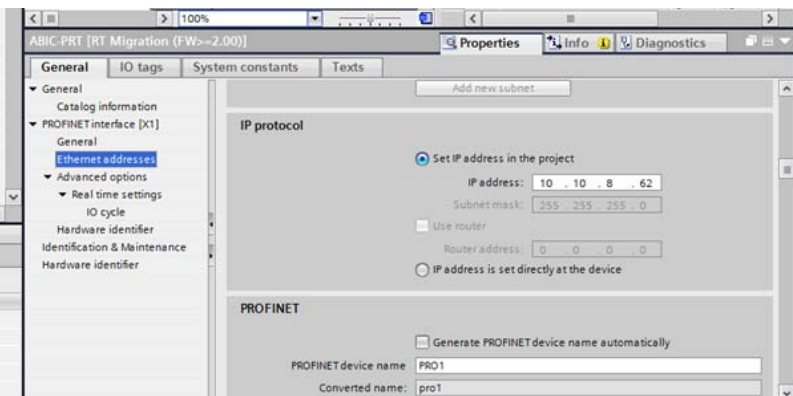 100%
ABIC-PRT [RT Migration (FW>=2.00)]
Properties Info Diagnostics
General IO tags System constants Texts
General
Catalog information
PROFINET interface [X1]
General
Ethernet addresses
Advanced options
Real time settings
IO cycle
Hardware identifier
Identification & Maintenance
Hardware identifier
Add new subnet
IP protocol
Set IP address in the project
IP address: 10 . 10 . 8 . 62
Subnet mask: 255 . 255 . 255 . 0
Use router
Router address: 0 . 0 . 0 . 0
IP address is set directly at the device
PROFINET
Generate PROFINET device name automatically
PROFINET device name PRO1
Converted name: pro1